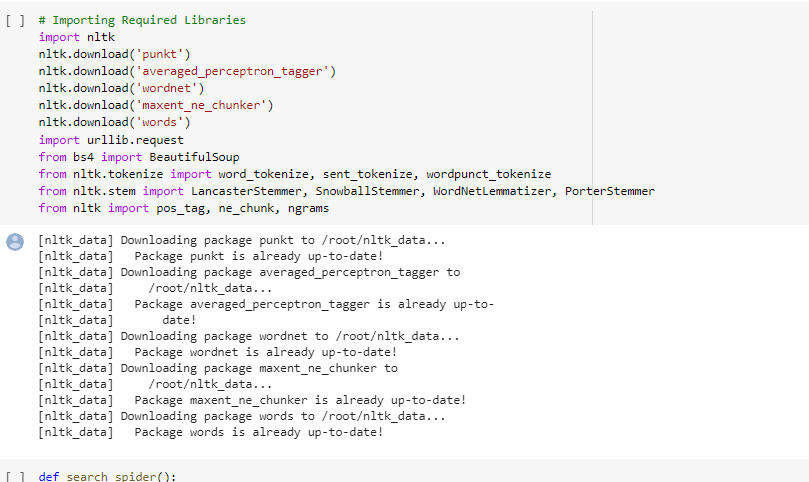 [ ] # Importing Required Libraries
import nltk
nltk.download('punkt')
nltk.download('averaged_perceptron_tagger')
nltk.download('wordnet')
nltk.download('maxent_ne_chunker')
nltk.download('words')
import urllib.request
from bs4 import BeautifulSoup
from nltk.tokenize import word_tokenize, sent_tokenize, wordpunct_tokenize
from nltk.stem import LancasterStemmer, SnowballStemmer, WordNetLemmatizer, PorterStemmer
from nltk import pos_tag, ne_chunk, ngrams
[nltk_data] Downloading package punkt to /root/nltk_data...
[nltk_data]   Package punkt is already up-to-date!
[nltk_data] Downloading package averaged_perceptron_tagger to
[nltk_data]     /root/nltk_data...
[nltk_data]   Package averaged_perceptron_tagger is already up-to-
[nltk_data]       date!
[nltk_data] Downloading package wordnet to /root/nltk_data...
[nltk_data]   Package wordnet is already up-to-date!
[nltk_data] Downloading package maxent_ne_chunker to
[nltk_data]     /root/nltk_data...
[nltk_data]   Package maxent_ne_chunker is already up-to-date!
[nltk_data] Downloading package words to /root/nltk_data...
[nltk_data]   Package words is already up-to-date!
[ ] def search_spider():